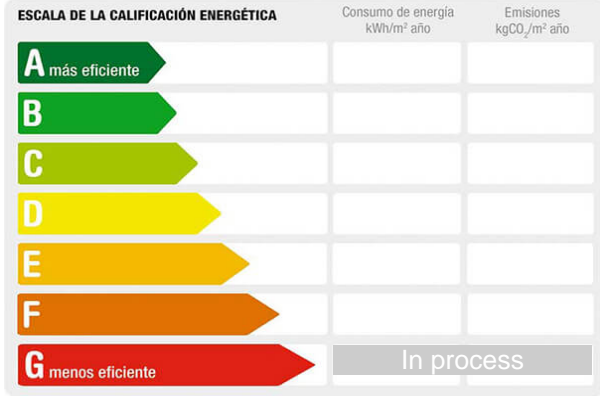 ESCALA DE LA CALIFICACIÓN ENERGÉTICA
Consumo de energía
kWh/m² año
Emisiones
kgCO₂/m² año
A más eficiente
B
C
D
E
F
G menos eficiente
In process